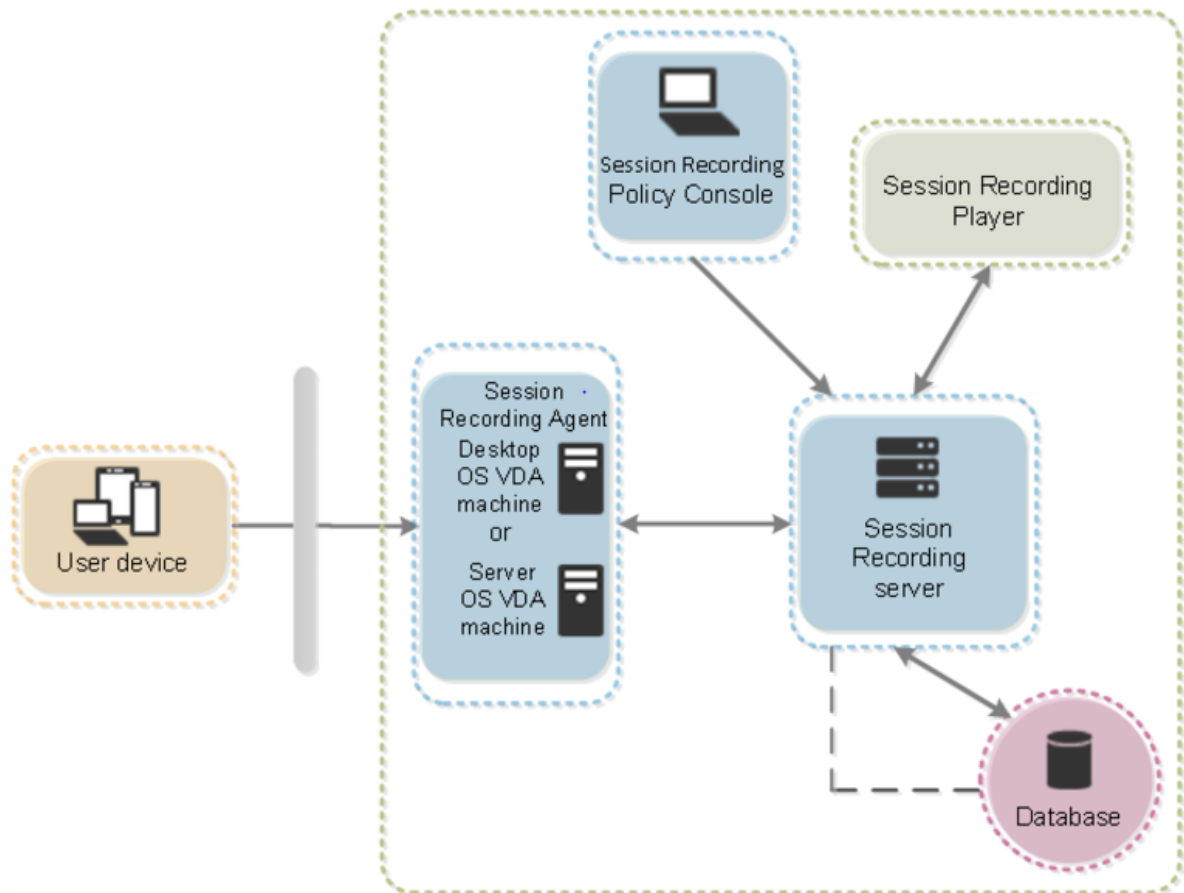 Session Recording
Policy Console
Session Recording
Player
Session
Recording Agent
Desktop
OS VDA
machine
or
Server
OS VDA
machine
User device
Session
Recording
server
Database